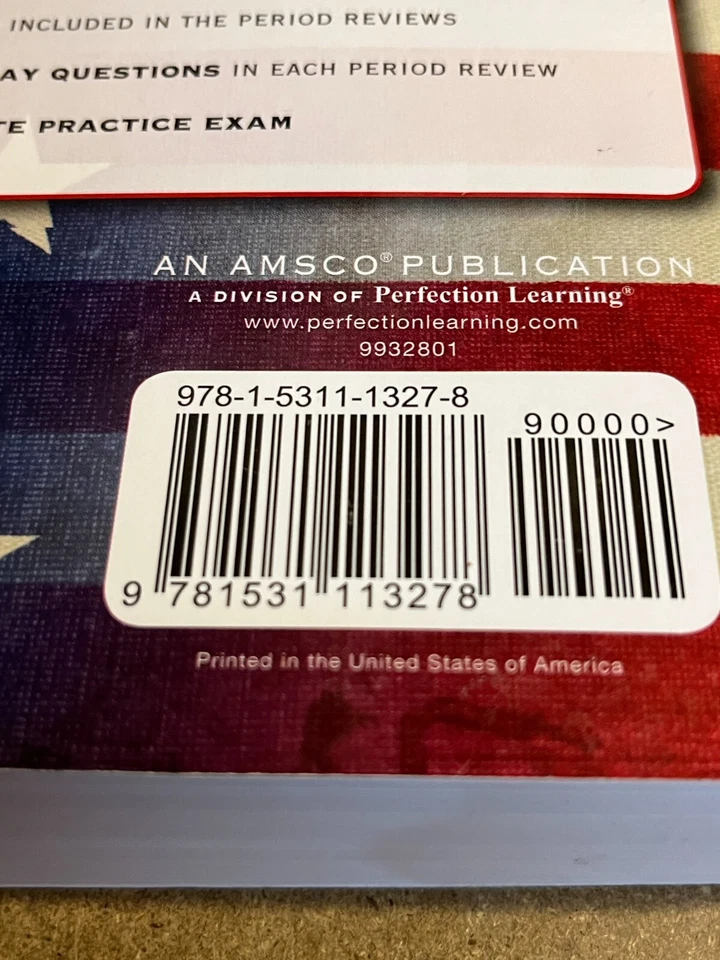 INCLUDED IN THE PERIOD REVIEWS
AY QUESTIONS IN EACH PERIOD REVIEW
TE PRACTICE EXAM
AN AMSCO® PUBLICATION
A DIVISION OF Perfection Learning®
www.perfectionlearning.com
9932801
978-1-5311-1327-8
90000>
9 781531 113278
Printed in the United States of America